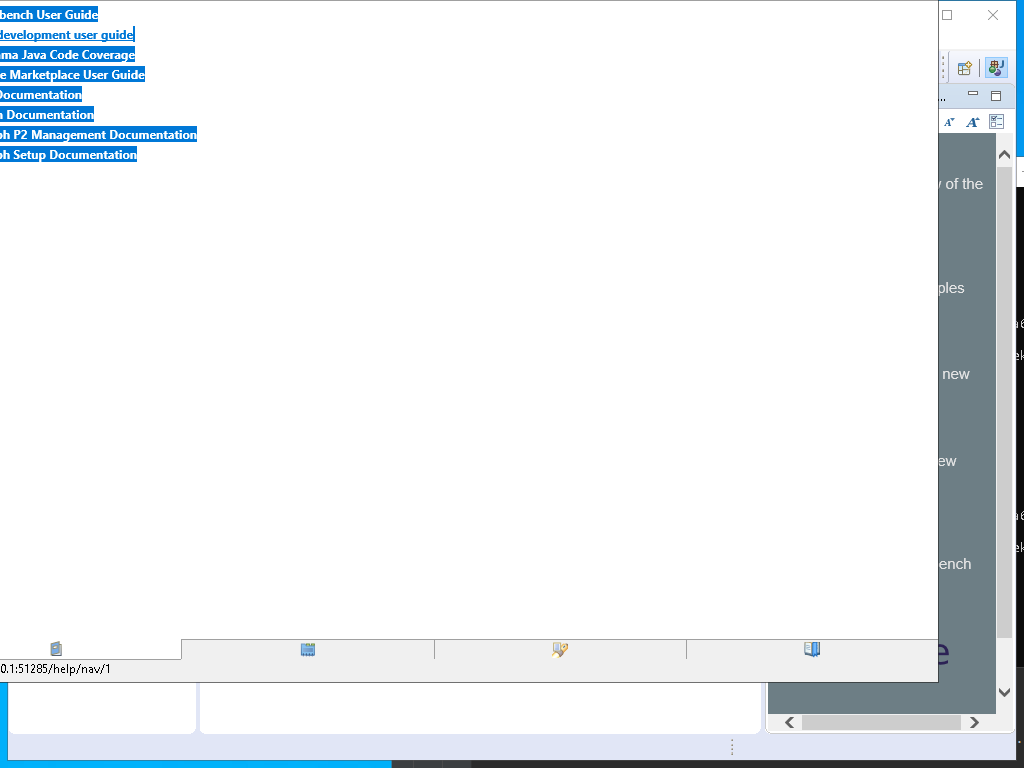 bench User Guide
development user guide
ma Java Code Coverage
e Marketplace User Guide
Documentation
n Documentation
ph P2 Management Documentation
ph Setup Documentation
0.1:51285/help/nav/1
...
of the
ples
new
ew
ench
e